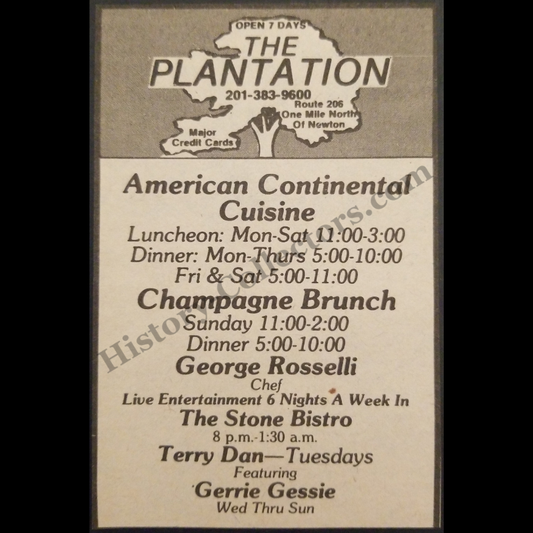 OPEN 7 DAYS
THE
PLANTATION
201-383-9600
Route 206
One Mile North
Of Newton
Major
Credit Cards
American Continental
Cuisine
Luncheon: Mon-Sat 11:00-3:00
Dinner: Mon-Thurs 5:00-10:00
Fri & Sat 5:00-11:00
Champagne Brunch
Sunday 11:00-2:00
Dinner 5:00-10:00
George Rosselli
Chef
Live Entertainment 6 Nights A Week In
The Stone Bistro
8 p.m.-1:30 a.m.
Terry Dan—Tuesdays
Featuring
Gerrie Gessie
Wed Thru Sun
History-Collectors.com